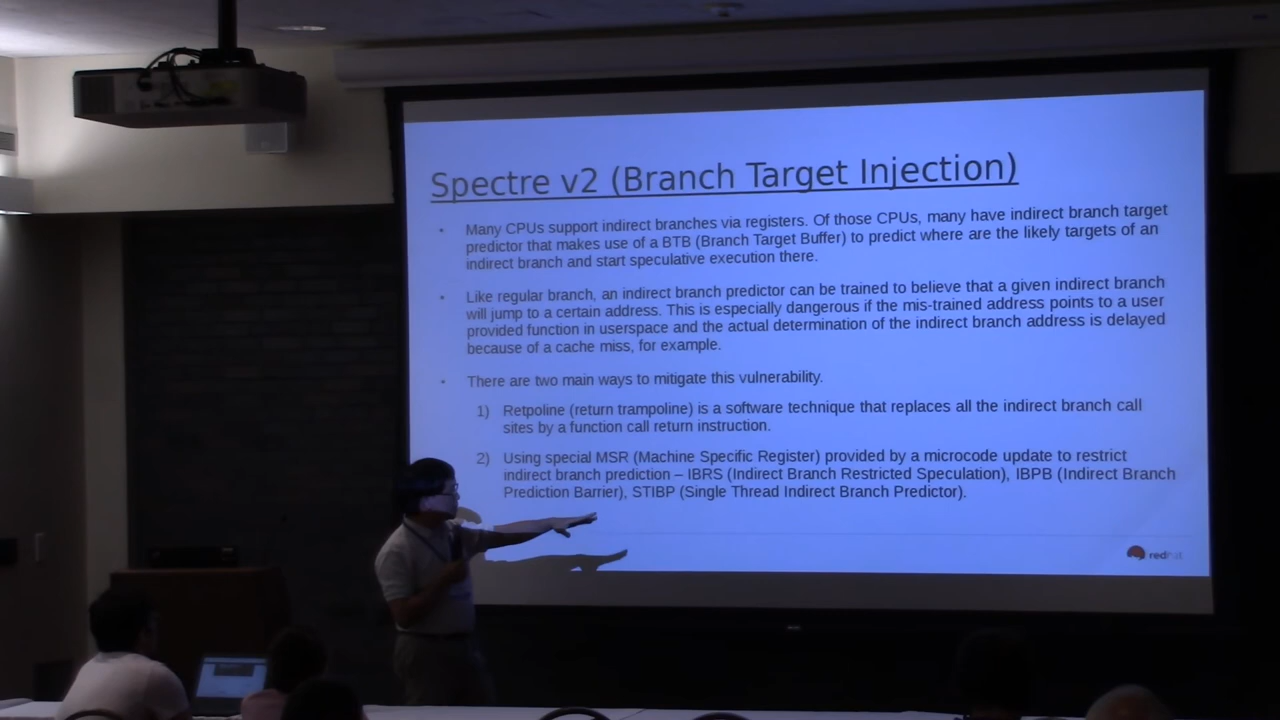 Spectre v2 (Branch Target Injection)
Many CPUs support indirect branches via registers. Of those CPUs, many have indirect branch target
predictor that makes use of a BTB (Branch Target Buffer) to predict where are the likely targets of an
indirect branch and start speculative execution there.
Like regular branch, an indirect branch predictor can be trained to believe that a given indirect branch
will jump to a certain address. This is especially dangerous if the mis-trained address points to a user
provided function in userspace and the actual determination of the indirect branch address is delayed
because of a cache miss, for example.
There are two main ways to mitigate this vulnerability.
1) Retpoline (return trampoline) is a software technique that replaces all the indirect branch call
sites by a function call return instruction.
2) Using special MSR (Machine Specific Register) provided by a microcode update to restrict
indirect branch prediction – IBRS (Indirect Branch Restricted Speculation), IBPB (Indirect Branch
Prediction Barrier), STIBP (Single Thread Indirect Branch Predictor).
redhat